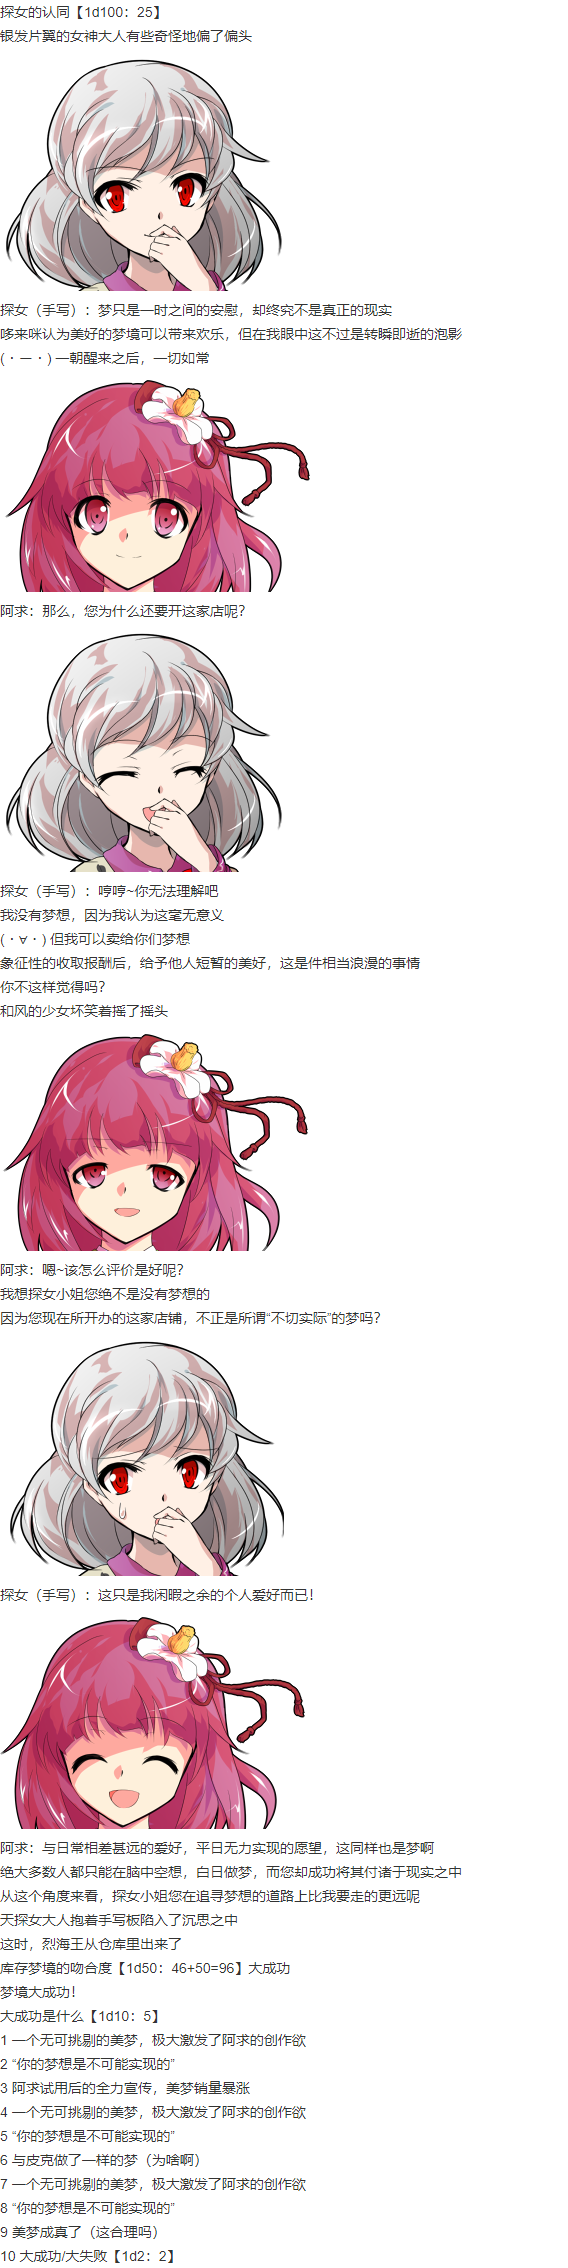 探女的认同【1d100：25】
银发片翼的女神大人有些奇怪地偏了偏头
探女（手写）：梦只是一时之间的安慰，却终究不是真正的现实
哆来咪认为美好的梦境可以带来欢乐，但在我眼中这不过是转瞬即逝的泡影
(・一・) 一朝醒来之后，一切如常
阿求：那么，您为什么还要开这家店呢？
探女（手写）：哼哼~你无法理解吧
我没有梦想，因为我认为这毫无意义
(・∀・) 但我可以卖给你们梦想
象征性的收取报酬后，给予他人短暂的美好，这是件相当浪漫的事情
你不这样觉得吗？
和风的少女坏笑着摇了摇头
阿求：嗯~该怎么评价是好呢？
我想探女小姐您绝不是没有梦想的
因为您现在所开办的这家店铺，不正是所谓“不切实际”的梦吗？
探女（手写）：这只是我闲暇之余的个人爱好而已！
阿求：与日常相差甚远的爱好，平日无力实现的愿望，这同样也是梦啊
绝大多数人都只能在脑中空想，白日做梦，而您却成功将其付诸于现实之中
从这个角度来看，探女小姐您在追寻梦想的道路上比我要走的更远呢
天探女大人抱着手写板陷入了沉思之中
这时，烈海王从仓库里出来了
库存梦境的吻合度【1d50：46+50=96】大成功
梦境大成功！
大成功是什么【1d10：5】
1 一个无可挑剔的美梦，极大激发了阿求的创作欲
2 “你的梦想是不可能实现的”
3 阿求试用后的全力宣传，美梦销量暴涨
4 一个无可挑剔的美梦，极大激发了阿求的创作欲
5 “你的梦想是不可能实现的”
6 与皮克做了一样的梦（为啥啊）
7 一个无可挑剔的美梦，极大激发了阿求的创作欲
8 “你的梦想是不可能实现的”
9 美梦成真了（这合理吗）
10 大成功/大失败【1d2：2】